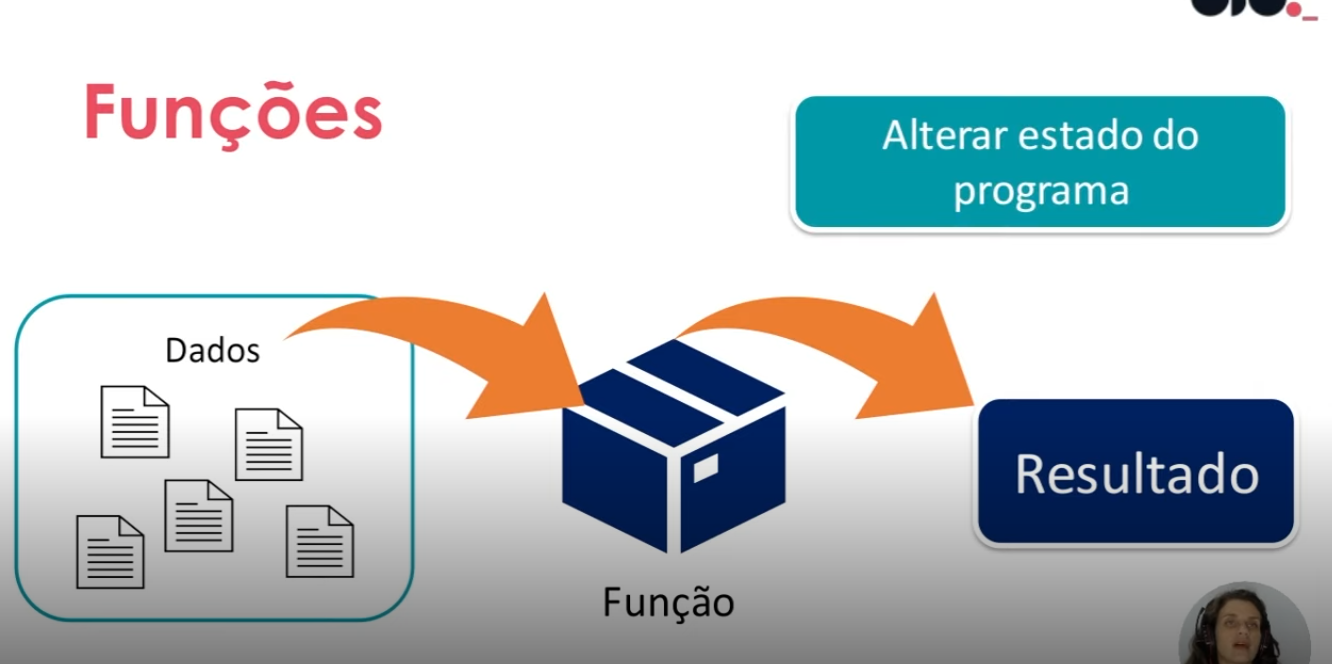 Funções
Alterar estado do
programa
Dados
Função
Resultado